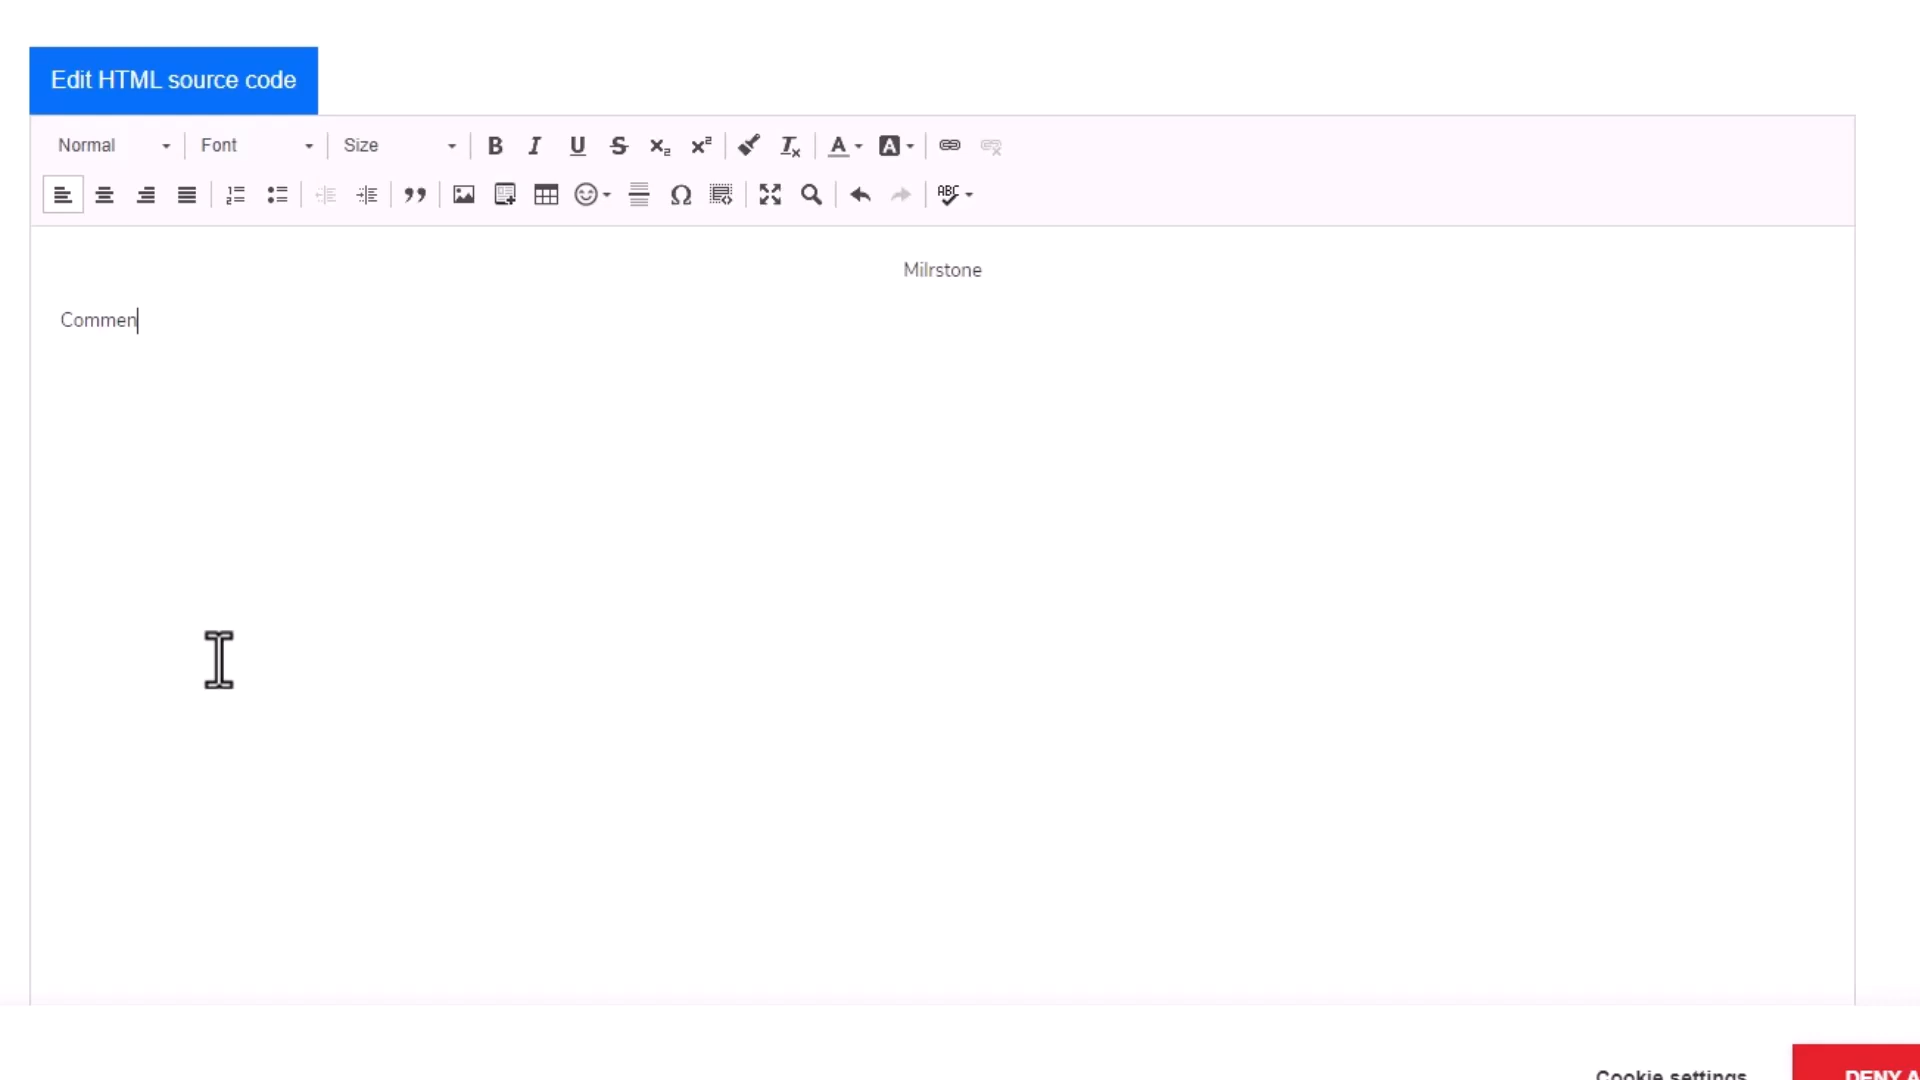 Edit HTML source code
Normal Font Size
Milrstone
Commen
Cookie settings DENY A